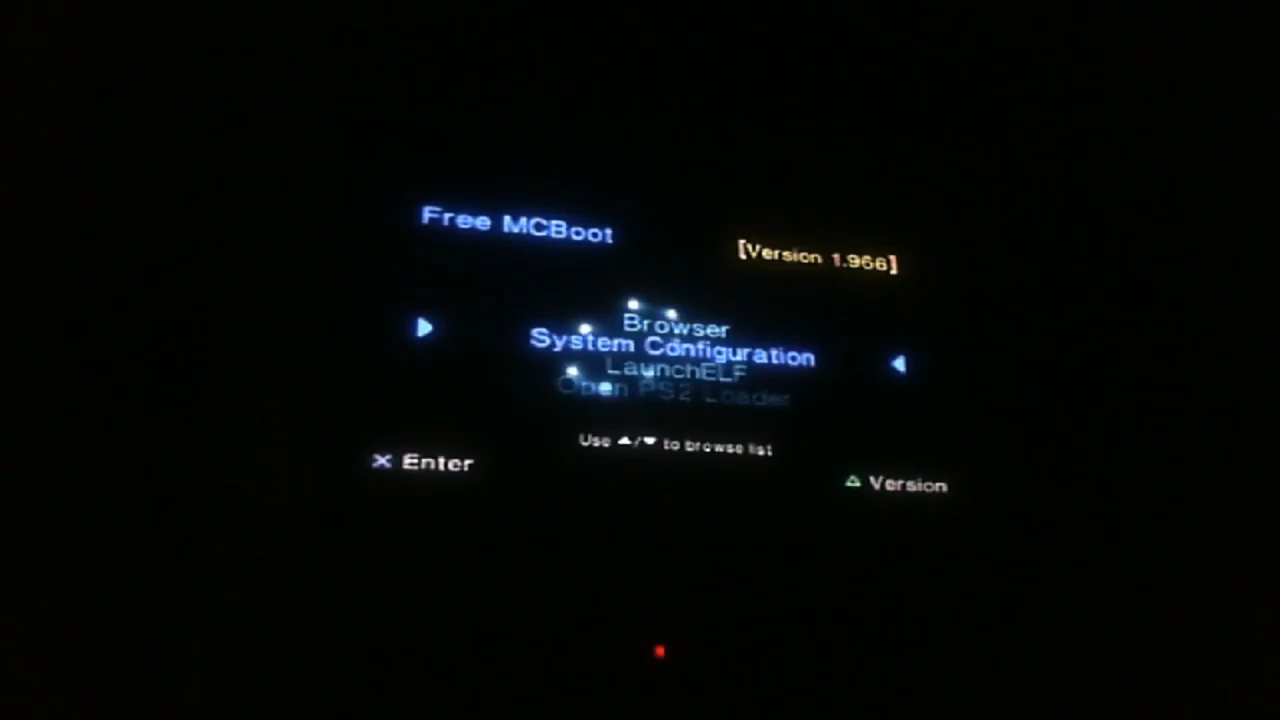 Free MCBoot
[Version 1.966]
Browser
System Configuration
LaunchELF
Open PS2 Loader
Use ▲/▼ to browse list
✕ Enter
△ Version